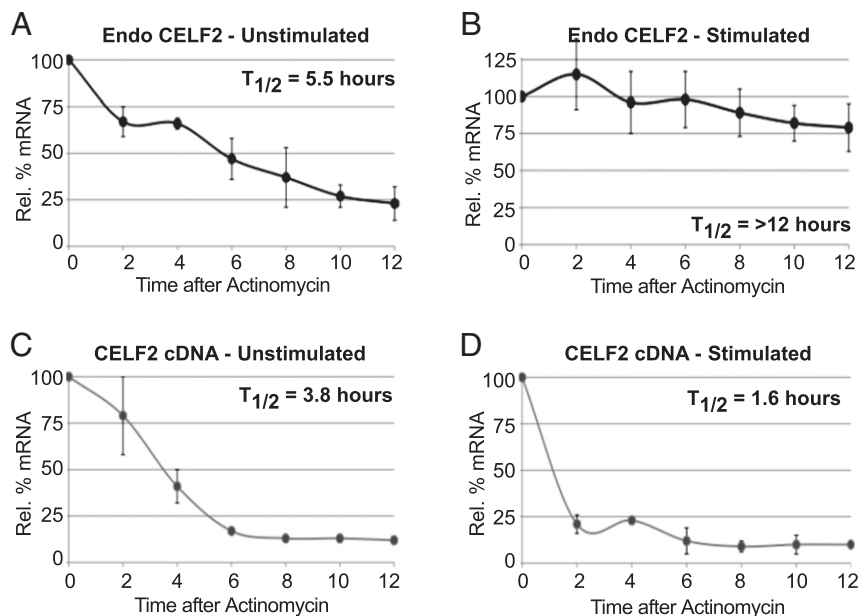 A
Endo CELF2 - Unstimulated
T1/2 = 5.5 hours
Rel. % mRNA
100
75
50
25
0
0 2 4 6 8 10 12
Time after Actinomycin
B
Endo CELF2 - Stimulated
Rel. % mRNA
125
100
75
50
25
0
T1/2 = >12 hours
0 2 4 6 8 10 12
Time after Actinomycin
C
CELF2 cDNA - Unstimulated
T1/2 = 3.8 hours
Rel. % mRNA
100
75
50
25
0
0 2 4 6 8 10 12
Time after Actinomycin
D
CELF2 cDNA - Stimulated
T1/2 = 1.6 hours
Rel. % mRNA
100
75
50
25
0
0 2 4 6 8 10 12
Time after Actinomycin